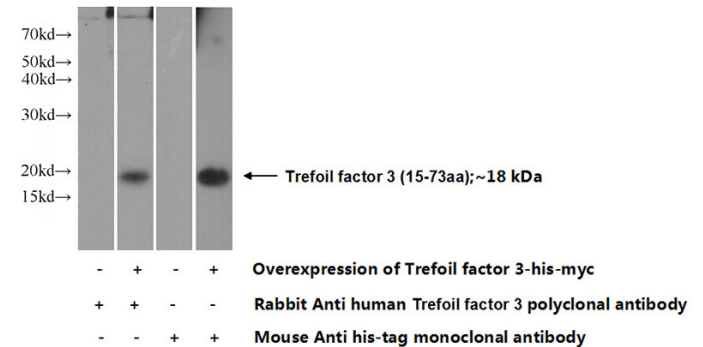 70kd→
50kd→
40kd→
30kd→
20kd→
15kd→
← Trefoil factor 3 (15-73aa);~18 kDa
- + - + Overexpression of Trefoil factor 3-his-myc
+ + - - Rabbit Anti human Trefoil factor 3 polyclonal antibody
- - + + Mouse Anti his-tag monoclonal antibody